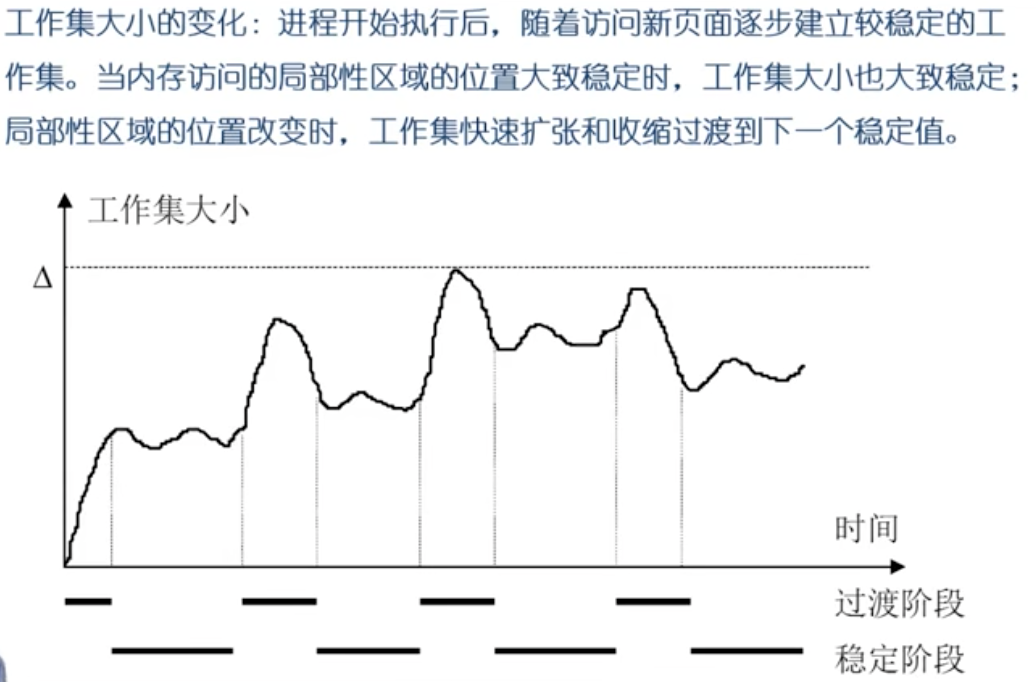 工作集大小的变化：进程开始执行后，随着访问新页面逐步建立较稳定的工
作集。当内存访问的局部性区域的位置大致稳定时，工作集大小也大致稳定；
局部性区域的位置改变时，工作集快速扩张和收缩过渡到下一个稳定值。
工作集大小
Δ
时间
过渡阶段
稳定阶段